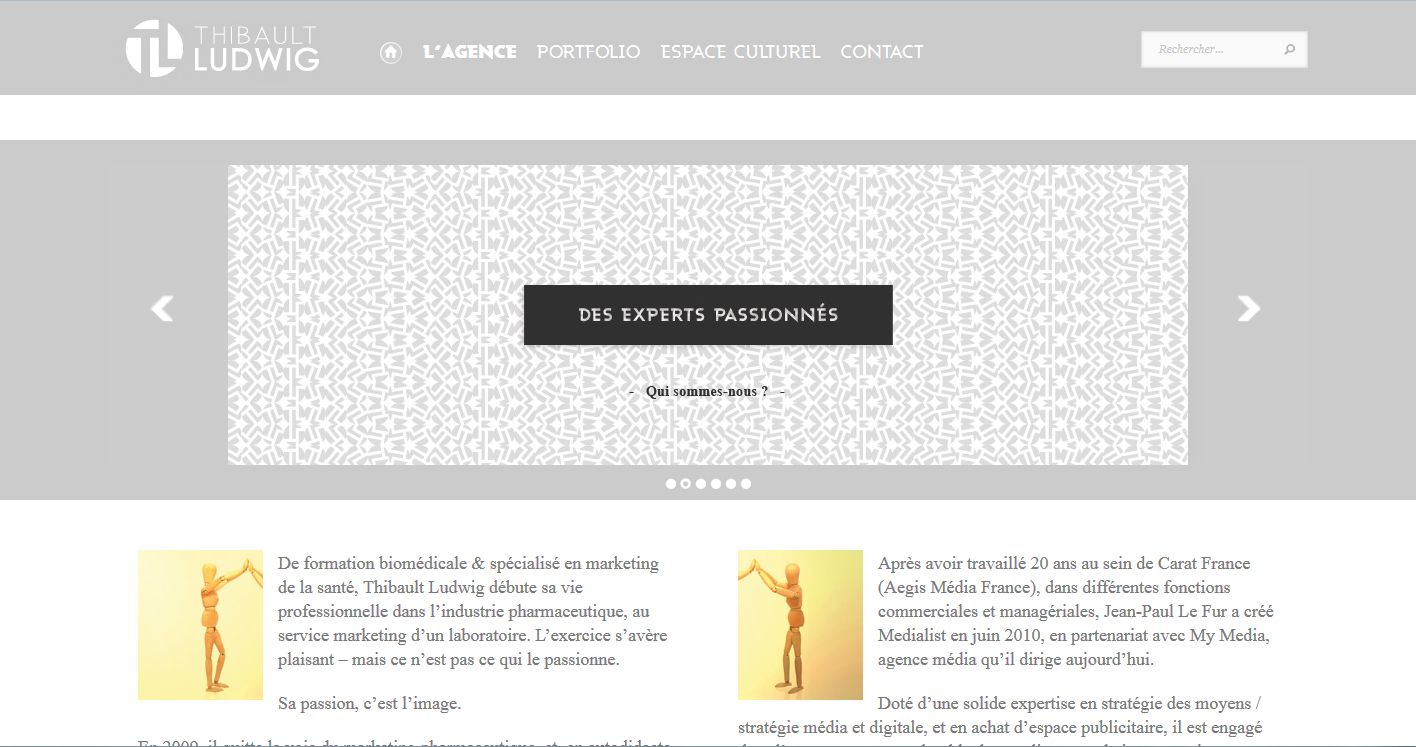 THIBAULT
LUDWIG
L'AGENCE PORTFOLIO ESPACE CULTUREL CONTACT
Rechercher...
DES EXPERTS PASSIONNÉS
- Qui sommes-nous ? -
De formation biomédicale & spécialisé en marketing
de la santé, Thibault Ludwig débute sa vie
professionnelle dans l'industrie pharmaceutique, au
service marketing d'un laboratoire. L'exercice s'avère
plaisant – mais ce n'est pas ce qui le passionne.
Sa passion, c'est l'image.
Après avoir travaillé 20 ans au sein de Carat France
(Aegis Média France), dans différentes fonctions
commerciales et managériales, Jean-Paul Le Fur a créé
Medialist en juin 2010, en partenariat avec My Media,
agence média qu'il dirige aujourd'hui.
Doté d'une solide expertise en stratégie des moyens /
stratégie média et digitale, et en achat d'espace publicitaire, il est engagé